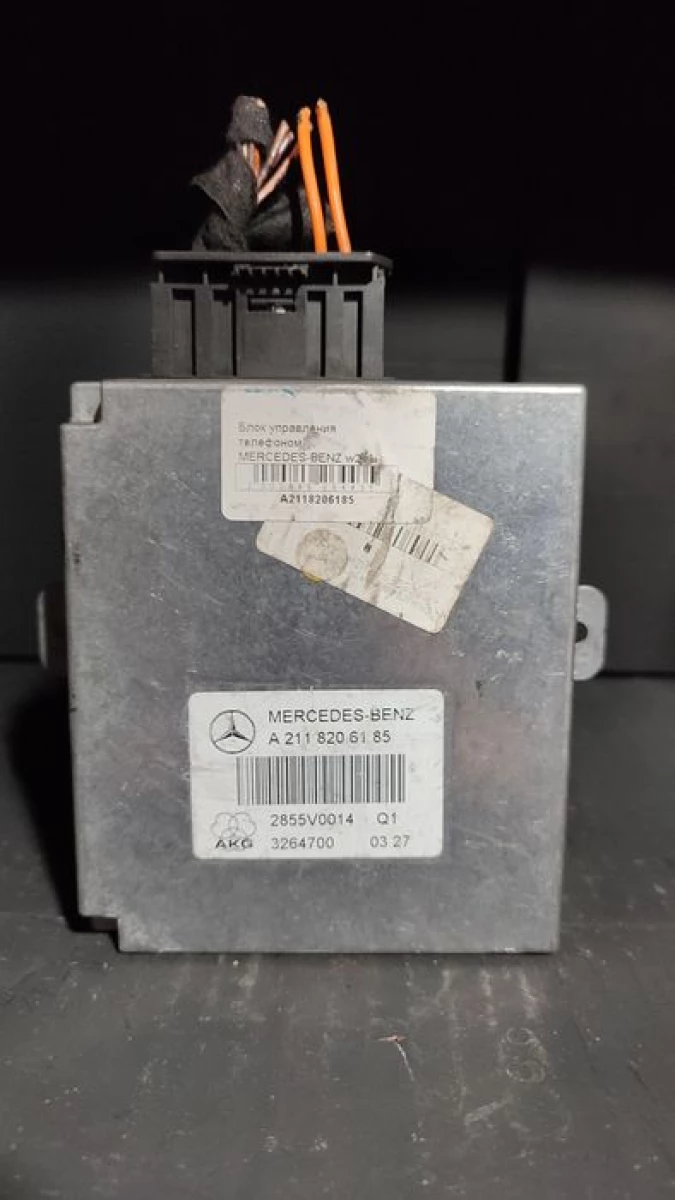 Блок управления
телефоном
MERCEDES-BENZ
A2118206185
MERCEDES-BENZ
A 211 820 61 85
2855V0014 Q1
AKG 3264700 03 27